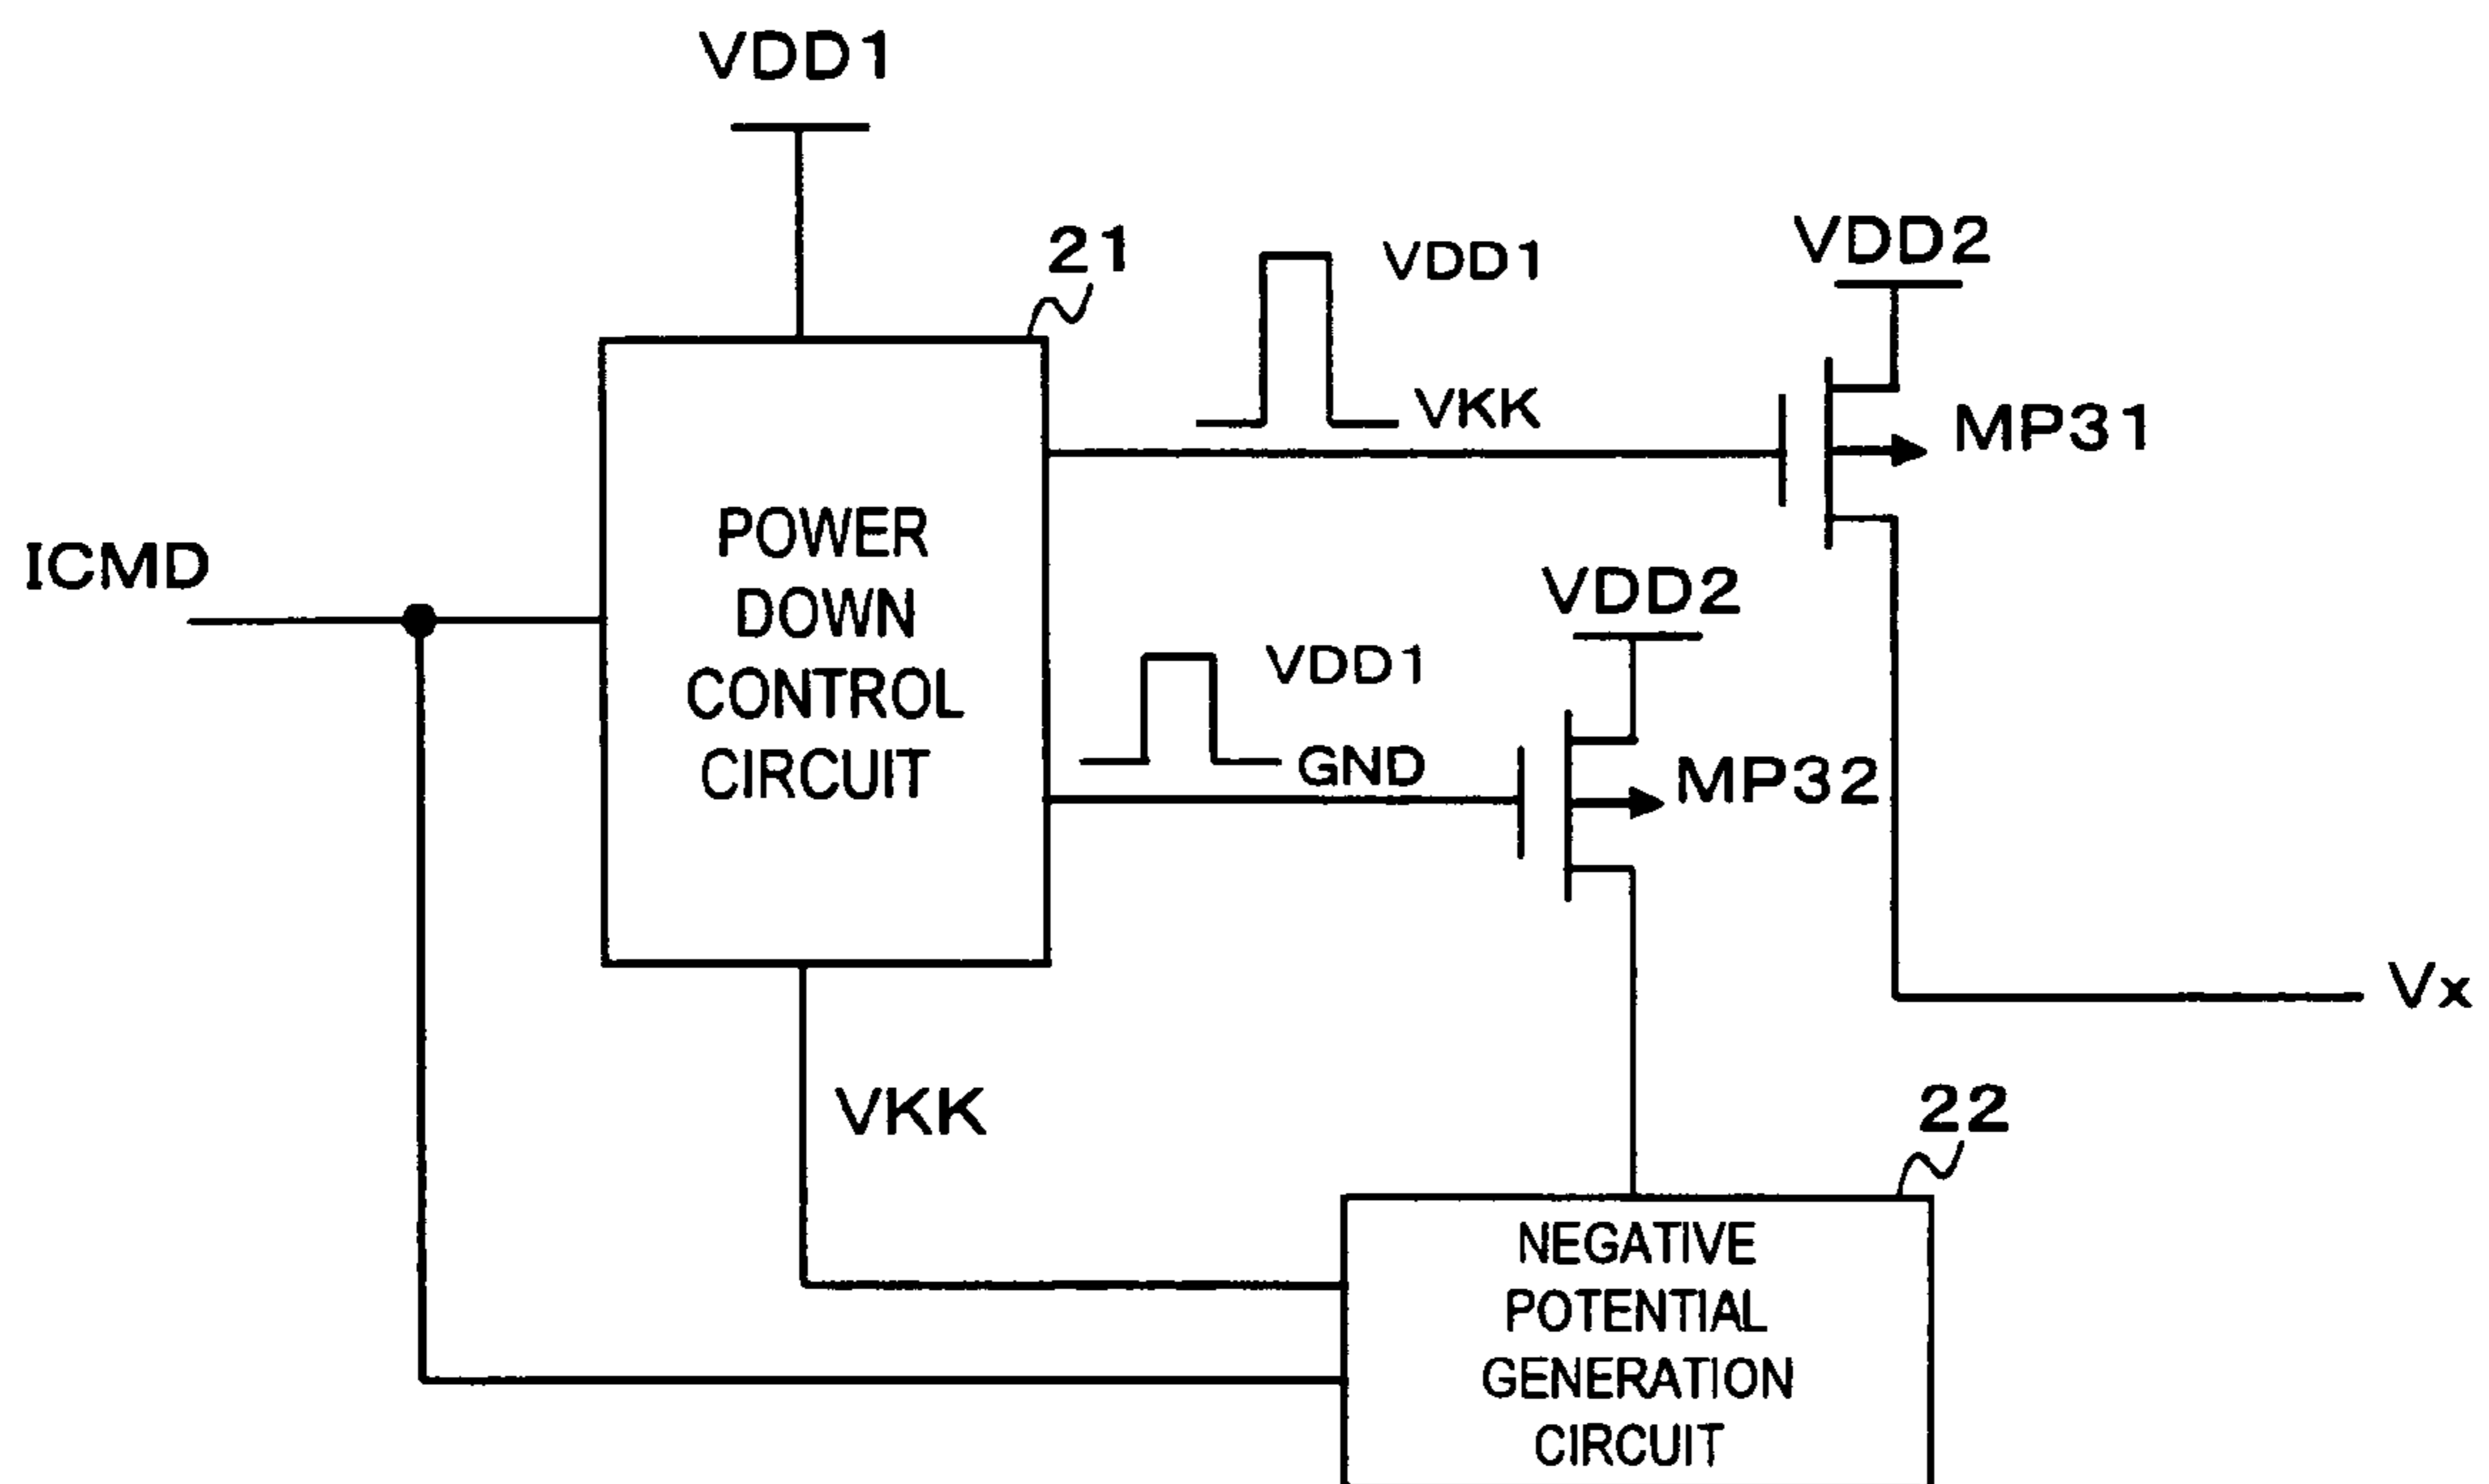 VDD1
21
VDD1
VDD2
VKK
MP31
POWER
DOWN
CONTROL
CIRCUIT
ICMD
VDD2
VDD1
GND
MP32
Vx
VKK
22
NEGATIVE
POTENTIAL
GENERATION
CIRCUIT